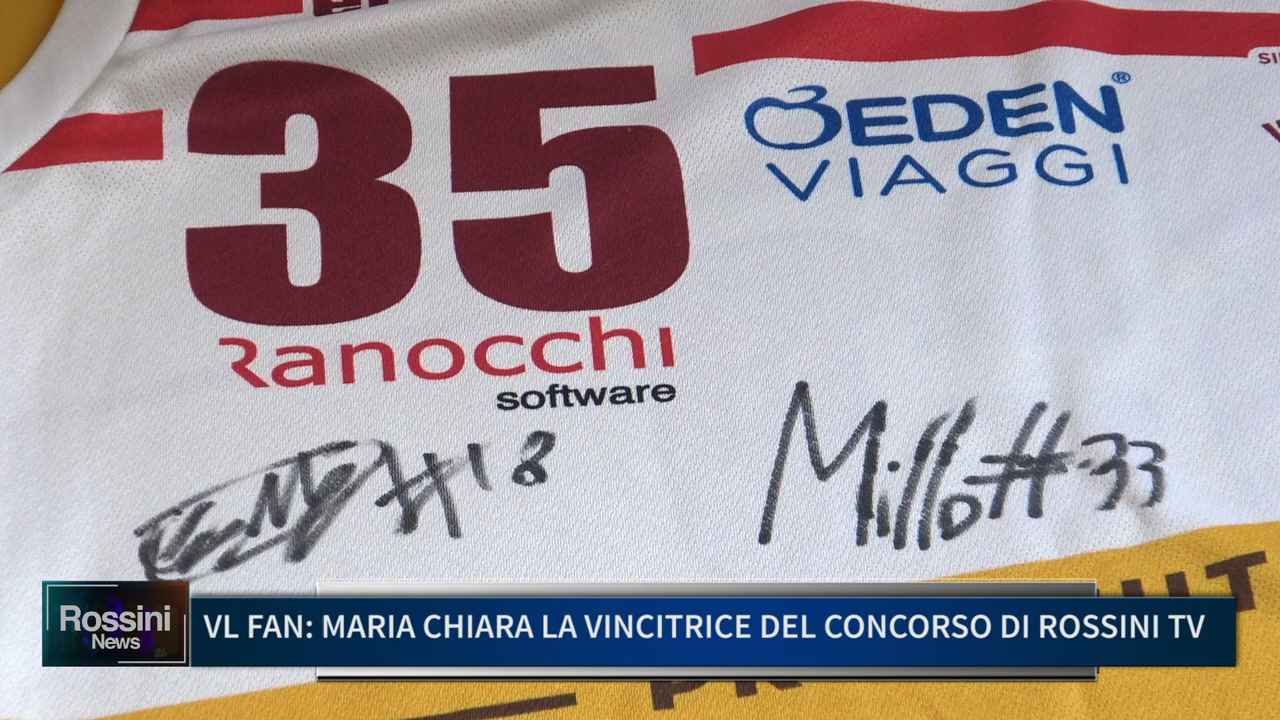 35
EDEN®
VIAGGI
Ranocchi
software
#18
Millo #33
Rossini
News
VL FAN: MARIA CHIARA LA VINCITRICE DEL CONCORSO DI ROSSINI TV